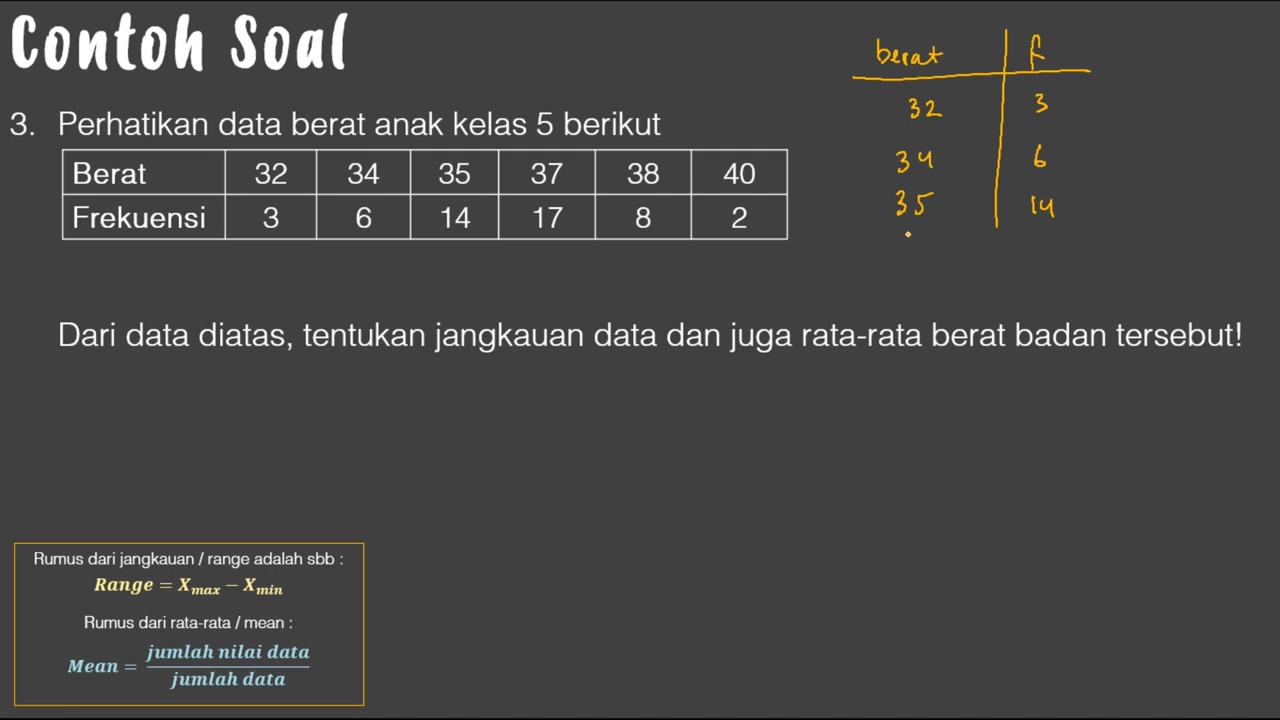 Contoh Soal
3. Perhatikan data berat anak kelas 5 berikut
Berat 32 34 35 37 38 40
Frekuensi 3 6 14 17 8 2
berat f
32 3
34 6
35 14
Dari data diatas, tentukan jangkauan data dan juga rata-rata berat badan tersebut!
Rumus dari jangkauan / range adalah sbb :
Range = Xmax − Xmin
Rumus dari rata-rata / mean :
Mean = jumlah nilai data
jumlah data